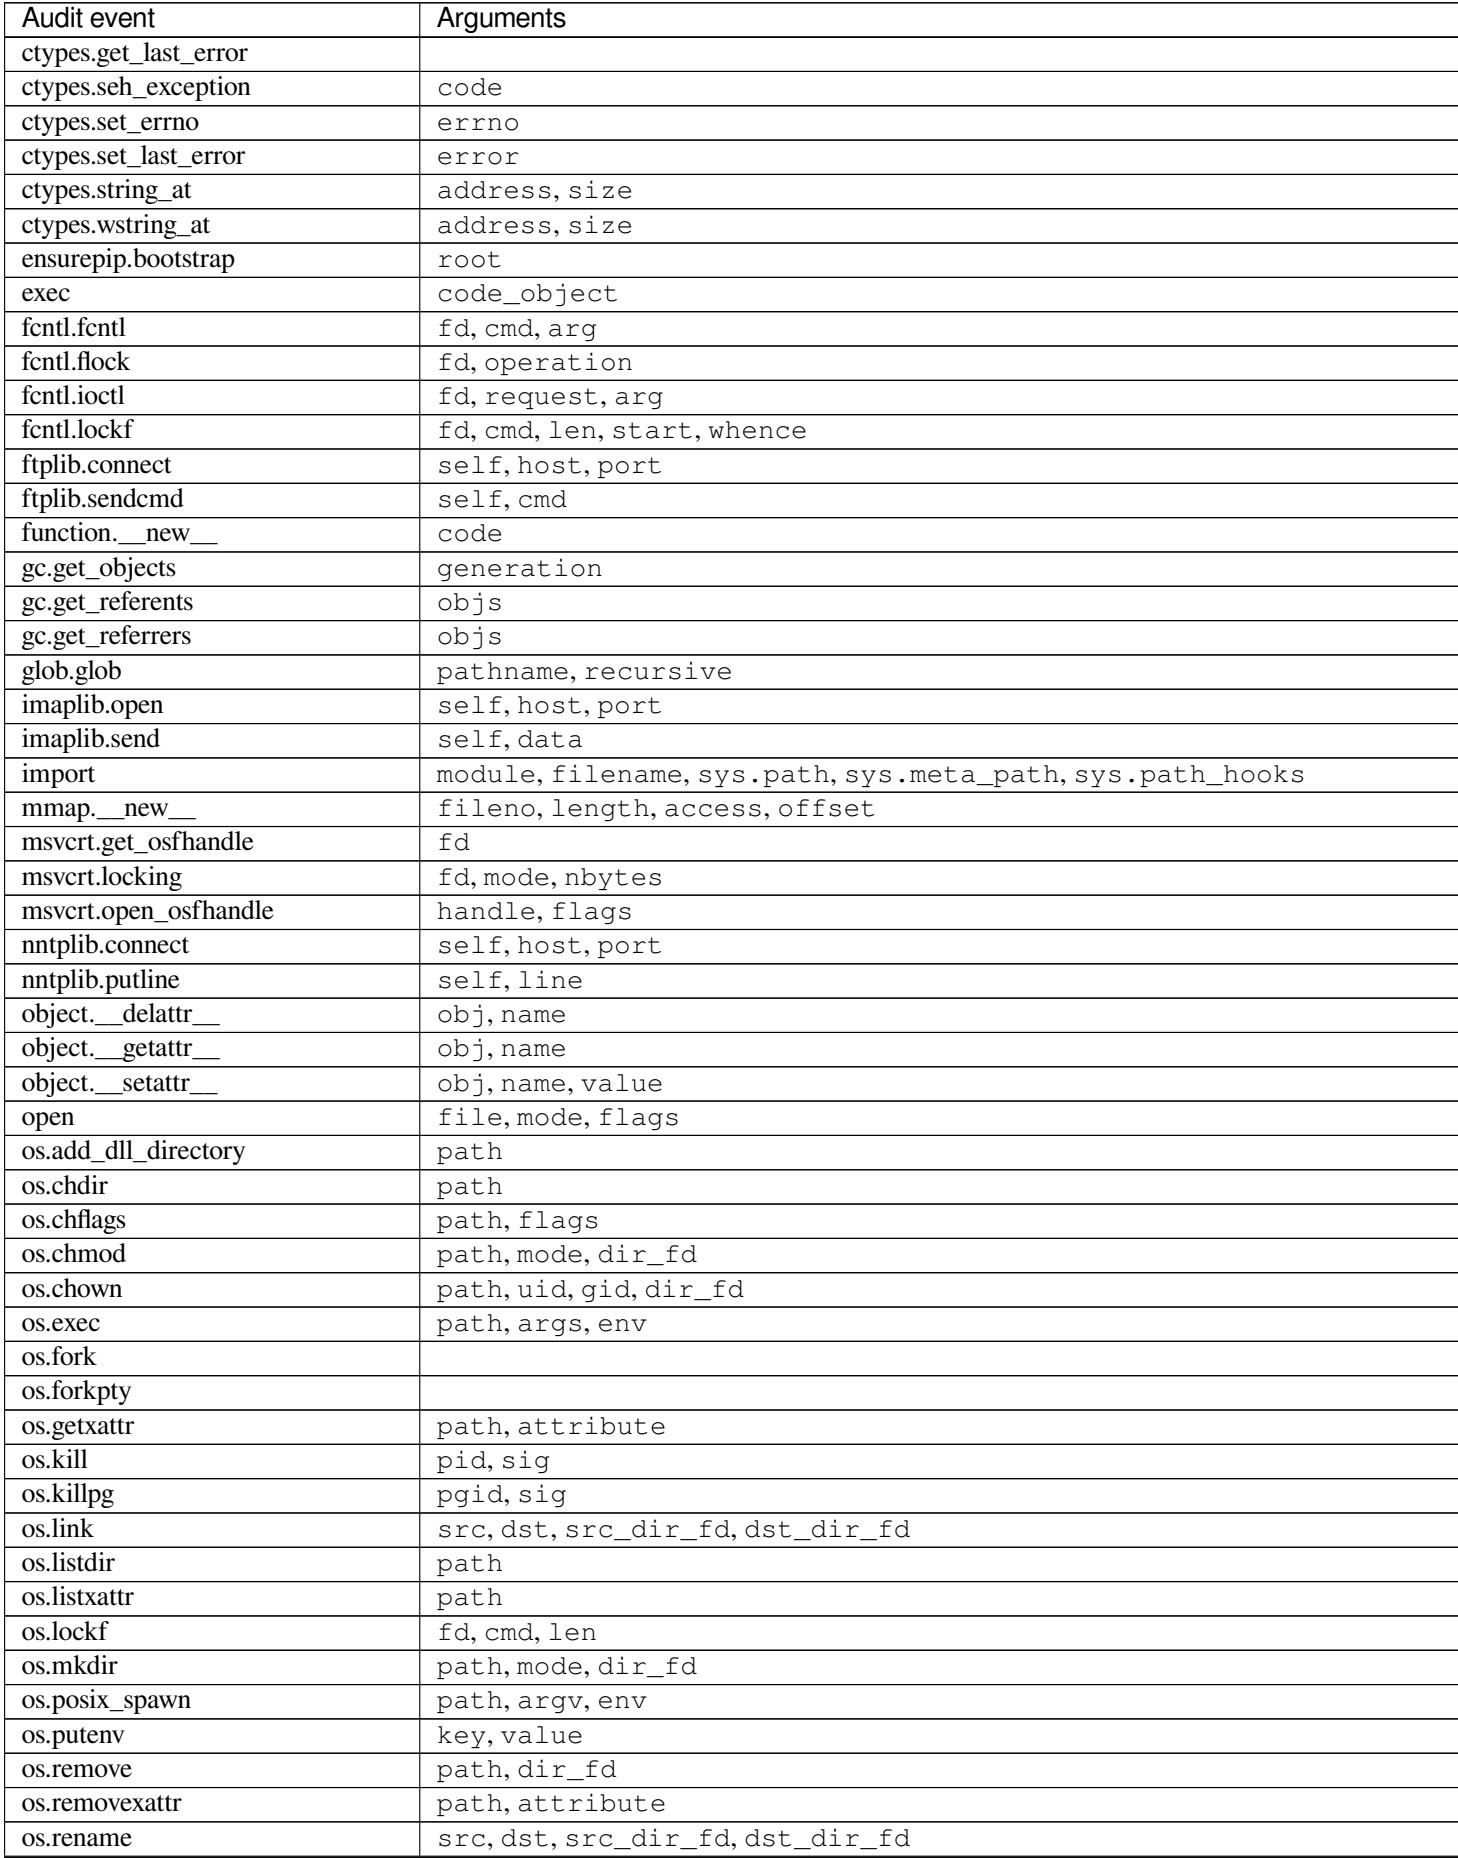 Audit event Arguments
ctypes.get_last_error
ctypes.seh_exception code
ctypes.set_errno errno
ctypes.set_last_error error
ctypes.string_at address, size
ctypes.wstring_at address, size
ensurepip.bootstrap root
exec code_object
fcntl.fcntl fd, cmd, arg
fcntl.flock fd, operation
fcntl.ioctl fd, request, arg
fcntl.lockf fd, cmd, len, start, whence
ftplib.connect self, host, port
ftplib.sendcmd self, cmd
function.__new__ code
gc.get_objects generation
gc.get_referents objs
gc.get_referrers objs
glob.glob pathname, recursive
imaplib.open self, host, port
imaplib.send self, data
import module, filename, sys.path, sys.meta_path, sys.path_hooks
mmap.__new__ fileno, length, access, offset
msvcrt.get_osfhandle fd
msvcrt.locking fd, mode, nbytes
msvcrt.open_osfhandle handle, flags
nntplib.connect self, host, port
nntplib.putline self, line
object.__delattr__ obj, name
object.__getattr__ obj, name
object.__setattr__ obj, name, value
open file, mode, flags
os.add_dll_directory path
os.chdir path
os.chflags path, flags
os.chmod path, mode, dir_fd
os.chown path, uid, gid, dir_fd
os.exec path, args, env
os.fork
os.forkpty
os.getxattr path, attribute
os.kill pid, sig
os.killpg pgid, sig
os.link src, dst, src_dir_fd, dst_dir_fd
os.listdir path
os.listxattr path
os.lockf fd, cmd, len
os.mkdir path, mode, dir_fd
os.posix_spawn path, argv, env
os.putenv key, value
os.remove path, dir_fd
os.removexattr path, attribute
os.rename src, dst, src_dir_fd, dst_dir_fd